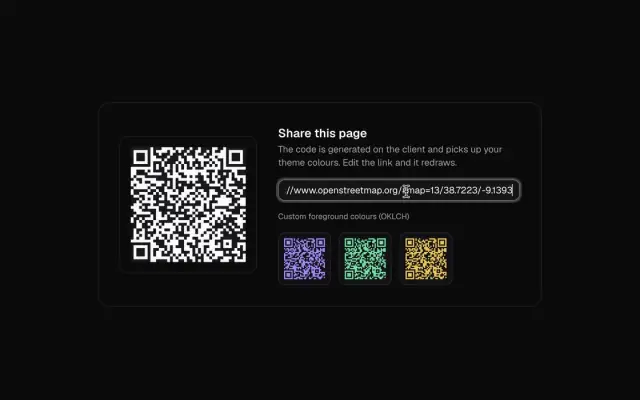 Share this page
The code is generated on the client and picks up your
theme colours. Edit the link and it redraws.
//www.openstreetmap.org/#map=13/38.7223/-9.1393
Custom foreground colours (OKLCH)